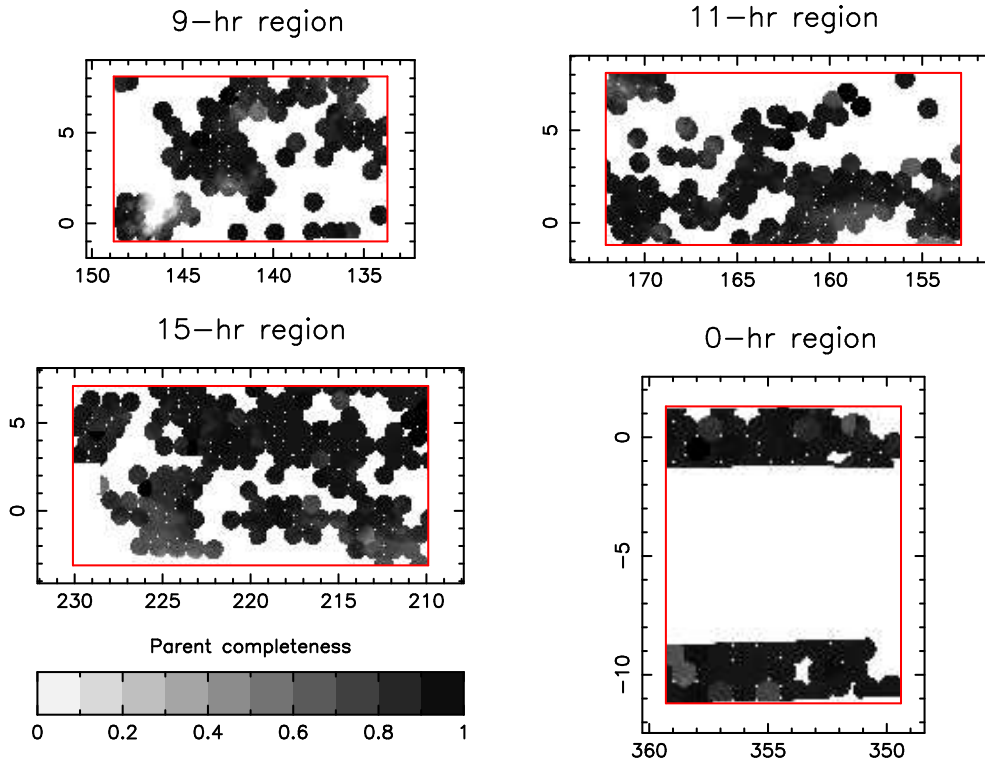 9-hr region
11-hr region
5
0
150 145 140 135
5
0
170 165 160 155
15-hr region
0-hr region
5
0
230 225 220 215 210
0
-5
-10
360 355 350
Parent completeness
0 0.2 0.4 0.6 0.8 1